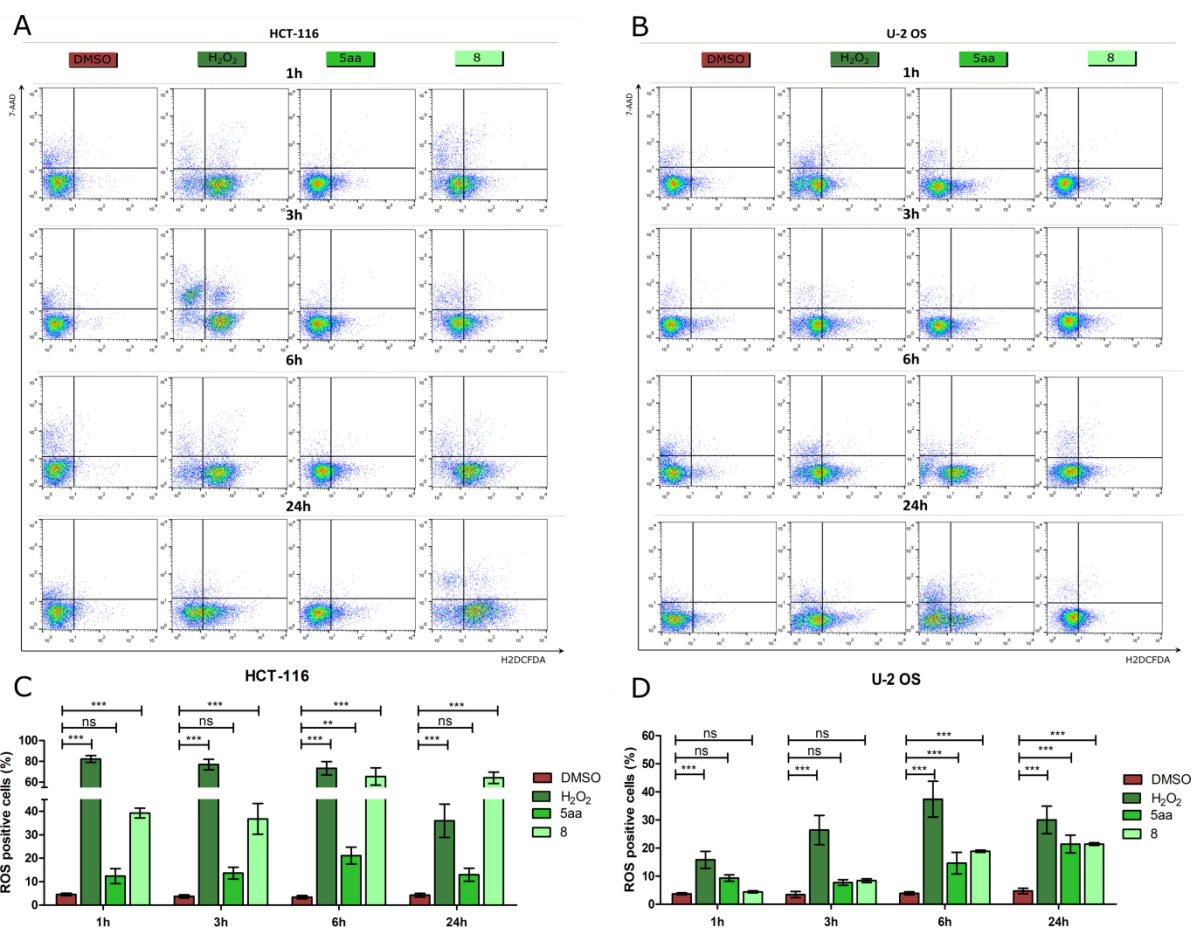 A
HCT-116
DMSO
H₂O₂
5aa
8
1h
7-AAD
3h
6h
24h
H2DCFDA
B
U-2 OS
DMSO
H₂O₂
5aa
8
1h
7-AAD
3h
6h
24h
H2DCFDA
C
HCT-116
*** *** *** ***
ns ns ** ns
*** *** *** ***
ROS positive cells (%)
100
80
60
40
30
20
10
0
1h 3h 6h 24h
DMSO
H₂O₂
5aa
8
D
U-2 OS
ns ns *** ***
ns ns *** ***
*** *** *** ***
ROS positive cells (%)
60
50
40
30
20
10
0
1h 3h 6h 24h
DMSO
H₂O₂
5aa
8